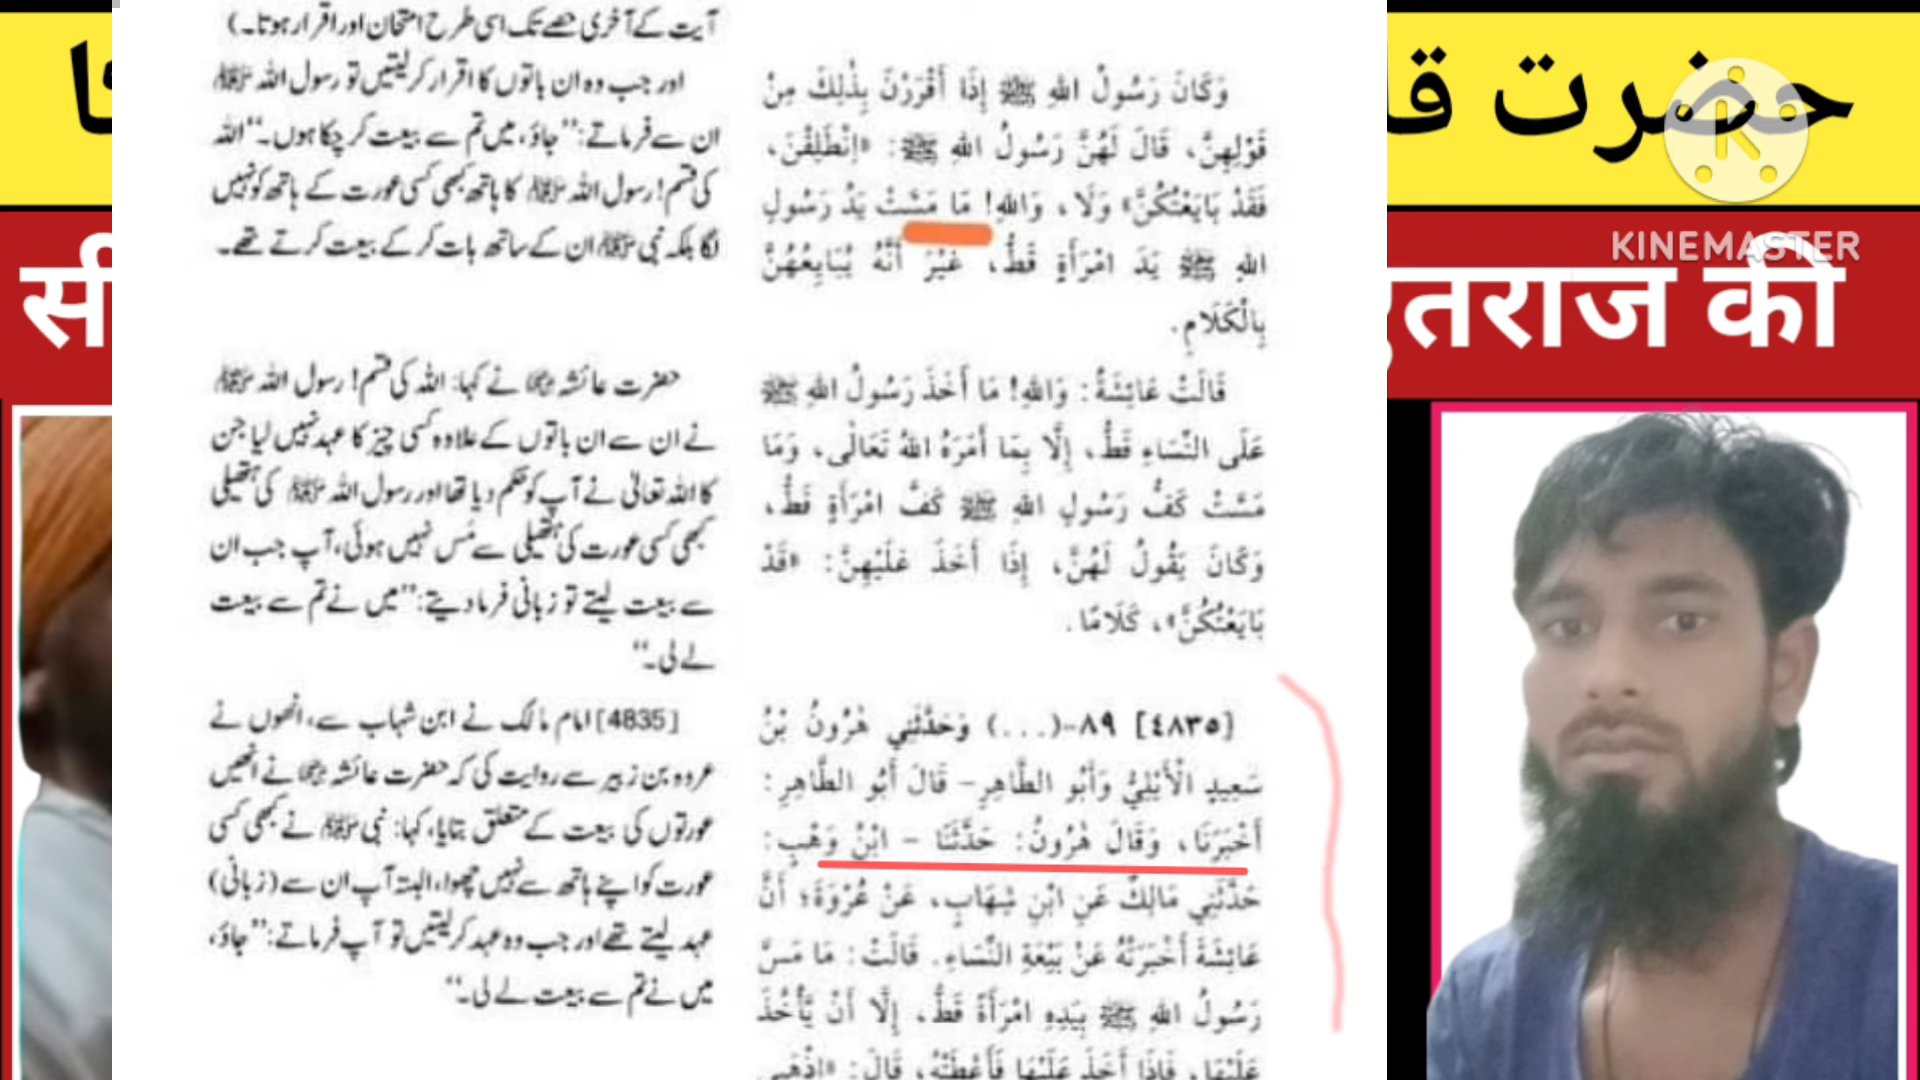 حضرت قا
KINEMASTER
एतराज की
सी
وَكَانَ رَسُولُ اللهِ ﷺ إِذَا أَقْرَرْنَ بِذٰلِكَ مِنْ
قَوْلِهِنَّ، قَالَ لَهُنَّ رَسُولُ اللهِ ﷺ: «اِنْطَلِقْنَ،
فَقَدْ بَايَعْتُكُنَّ» وَلَا، وَاللهِ! مَا مَسَّتْ يَدُ رَسُولِ
اللهِ ﷺ يَدَ امْرَأَةٍ قَطُّ، غَيْرَ أَنَّهُ يُبَايِعُهُنَّ
بِالْكَلَامِ.
قَالَتْ عَائِشَةُ: وَاللهِ! مَا أَخَذَ رَسُولُ اللهِ ﷺ
عَلَى النِّسَاءِ قَطُّ، إِلَّا بِمَا أَمَرَهُ اللهُ تَعَالٰى، وَمَا
مَسَّتْ كَفُّ رَسُولِ اللهِ ﷺ كَفَّ امْرَأَةٍ قَطُّ،
وَكَانَ يَقُولُ لَهُنَّ، إِذَا أَخَذَ عَلَيْهِنَّ: «قَدْ
بَايَعْتُكُنَّ»، كَلَامًا.
[٤٨٣٥] ٨٩-(...) وَحَدَّثَنِي هٰرُونُ بْنُ
سَعِيدٍ الْأَيْلِيُّ وَأَبُو الطَّاهِرِ - قَالَ أَبُو الطَّاهِرِ:
أَخْبَرَنَا، وَقَالَ هٰرُونُ: حَدَّثَنَا - ابْنُ وَهْبٍ:
حَدَّثَنِي مَالِكٌ عَنِ ابْنِ شِهَابٍ، عَنْ عُرْوَةَ؛ أَنَّ
عَائِشَةَ أَخْبَرَتْهُ عَنْ بَيْعَةِ النِّسَاءِ. قَالَتْ: مَا مَسَّ
رَسُولُ اللهِ ﷺ بِيَدِهِ امْرَأَةً قَطُّ، إِلَّا أَنْ يَّأْخُذَ
عَلَيْهَا، فَإِذَا أَخَذَ عَلَيْهَا فَأَعْطَتْهُ، قَالَ: «اذْهَبِي
آیت کے آخری حصے تک اسی طرح امتحان اور اقرار ہوتا۔)
اور جب وہ ان باتوں کا اقرار کر لیتیں تو رسول اللہ ﷺ
ان سے فرماتے: ’’جاؤ، میں تم سے بیعت کر چکا ہوں۔‘‘ اللہ
کی قسم! رسول اللہ ﷺ کا ہاتھ کبھی کسی عورت کے ہاتھ کو نہیں
لگا بلکہ نبی ﷺ ان کے ساتھ بات کر کے بیعت کرتے تھے۔
حضرت عائشہ ؓ نے کہا: اللہ کی قسم! رسول اللہ ﷺ
نے ان سے ان باتوں کے علاوہ کسی چیز کا عہد نہیں لیا جن
کا اللہ تعالیٰ نے آپ کو حکم دیا تھا اور رسول اللہ ﷺ کی ہتھیلی
کبھی کسی عورت کی ہتھیلی سے مَس نہیں ہوئی، آپ جب ان
سے بیعت لیتے تو زبانی فرما دیتے: ’’میں نے تم سے بیعت
لے لی۔‘‘
[4835] امام مالک نے ابن شہاب سے، انھوں نے
عروہ بن زبیر سے روایت کی کہ حضرت عائشہ ؓ نے انھیں
عورتوں کی بیعت کے متعلق بتایا، کہا: نبی ﷺ نے کبھی کسی
عورت کو اپنے ہاتھ سے نہیں چھوا، البتہ آپ ان سے (زبانی)
عہد لیتے تھے اور جب وہ عہد کر لیتیں تو آپ فرماتے: ’’جاؤ،
میں نے تم سے بیعت لے لی۔‘‘